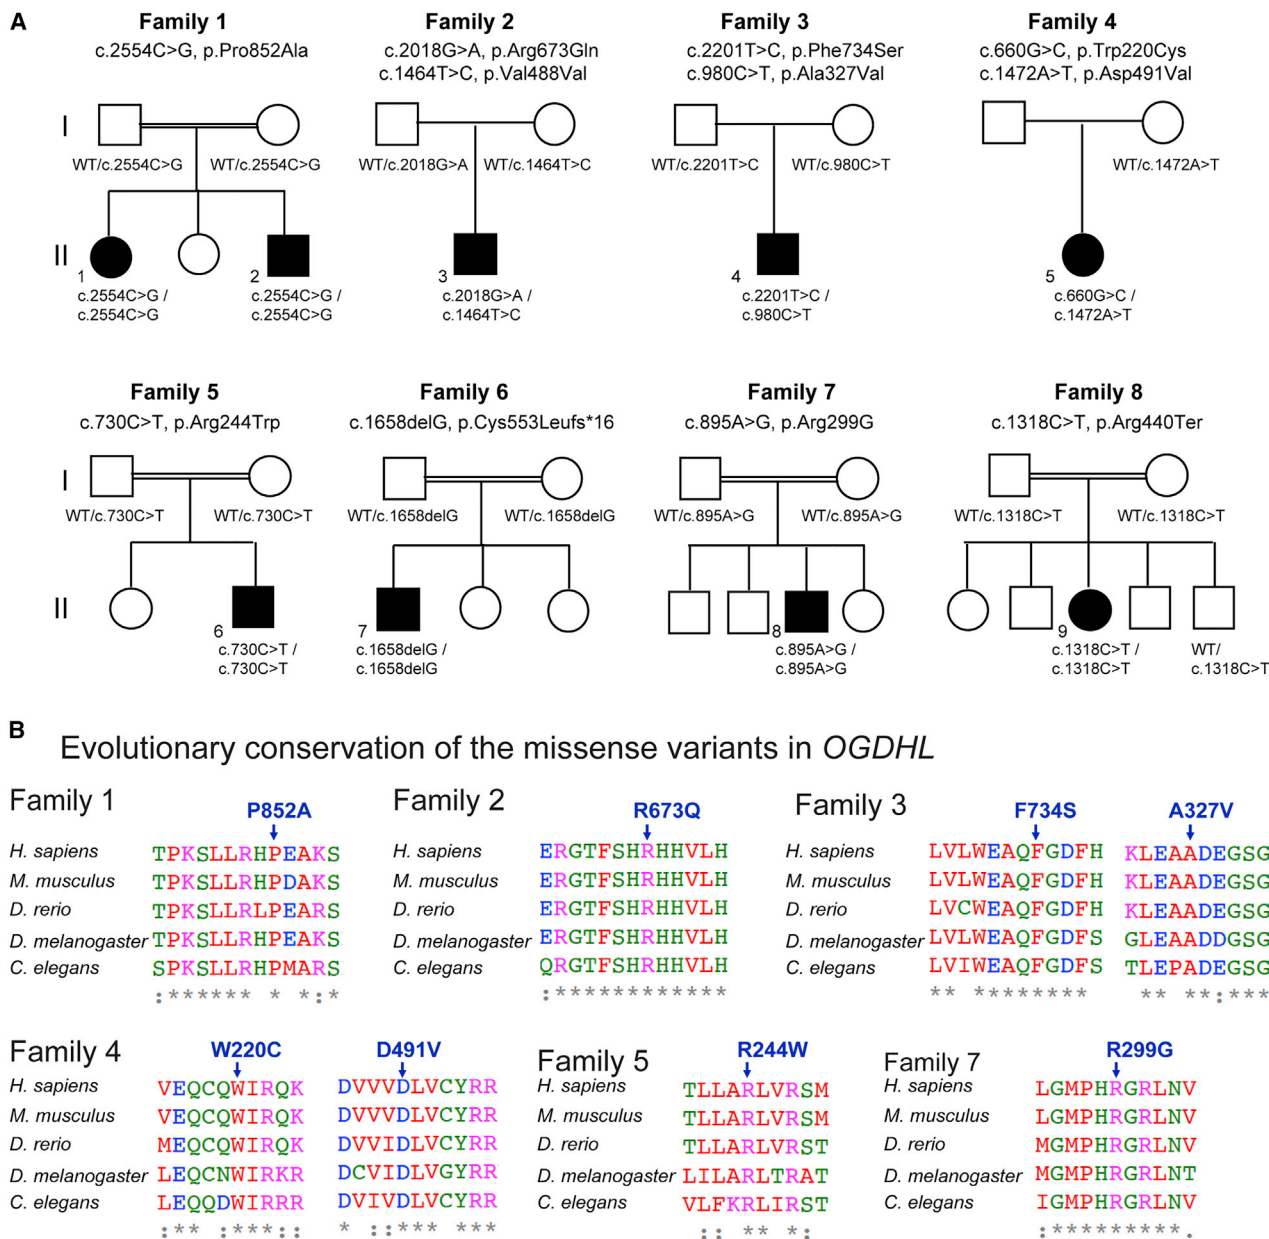 A
Family 1
c.2554C>G, p.Pro852Ala
Family 2
c.2018G>A, p.Arg673Gln
c.1464T>C, p.Val488Val
Family 3
c.2201T>C, p.Phe734Ser
c.980C>T, p.Ala327Val
Family 4
c.660G>C, p.Trp220Cys
c.1472A>T, p.Asp491Val
I
WT/c.2554C>G WT/c.2554C>G WT/c.2018G>A WT/c.1464T>C WT/c.2201T>C WT/c.980C>T WT/c.1472A>T
II
1
c.2554C>G /
c.2554C>G
2
c.2554C>G /
c.2554C>G
3
c.2018G>A /
c.1464T>C
4
c.2201T>C /
c.980C>T
5
c.660G>C /
c.1472A>T
Family 5
c.730C>T, p.Arg244Trp
Family 6
c.1658delG, p.Cys553Leufs*16
Family 7
c.895A>G, p.Arg299G
Family 8
c.1318C>T, p.Arg440Ter
I
WT/c.730C>T WT/c.730C>T WT/c.1658delG WT/c.1658delG WT/c.895A>G WT/c.895A>G WT/c.1318C>T WT/c.1318C>T
II
6
c.730C>T /
c.730C>T
7
c.1658delG /
c.1658delG
8
c.895A>G /
c.895A>G
9
c.1318C>T /
c.1318C>T
WT/
c.1318C>T
B
Evolutionary conservation of the missense variants in OGDHL
Family 1
P852A
H. sapiens TPKSLLRHPEAKS
M. musculus TPKSLLRHPDAKS
D. rerio TPKSLLRLPEARS
D. melanogaster TPKSLLRHPEAKS
C. elegans SPKSLLRHPMARS
:****** * *:*
Family 2
R673Q
H. sapiens ERGTFSHRHHVLH
M. musculus ERGTFSHRHHVLH
D. rerio ERGTFSHRHHVLH
D. melanogaster ERGTFSHRHHVLH
C. elegans QRGTFSHRHHVLH
:************
Family 3
F734S A327V
H. sapiens LVLWEAQFGDFH KLEAADEGSG
M. musculus LVLWEAQFGDFH KLEAADEGSG
D. rerio LVCWEAQFGDFH KLEAADEGSG
D. melanogaster LVLWEAQFGDFS GLEAADDGSG
C. elegans LVIWEAQFGDFS TLEPADEGSG
** ******** ** **:***
Family 4
W220C D491V
H. sapiens VEQCQWIRQK DVVVDLVCYRR
M. musculus VEQCQWIRQK DVVVDLVCYRR
D. rerio MEQCQWIRQK DVVIDLVCYRR
D. melanogaster LEQCNWIRKR DCVIDLVGYRR
C. elegans LEQQDWIRRR DVIVDLVCYRR
:** :***:: * ::*** ***
Family 5
R244W
H. sapiens TLLARLVRSM
M. musculus TLLARLVRSM
D. rerio TLLARLVRST
D. melanogaster LILARLTRAT
C. elegans VLFKRLIRST
:: ** *:
Family 7
R299G
H. sapiens LGMPHRGRLNV
M. musculus LGMPHRGRLNV
D. rerio MGMPHRGRLNV
D. melanogaster MGMPHRGRLNT
C. elegans IGMPHRGRLNV
:*********.